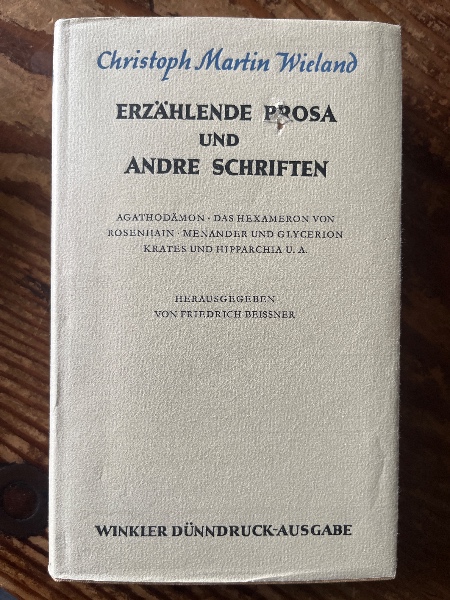 Christoph Martin Wieland
ERZÄHLENDE PROSA
UND
ANDRE SCHRIFTEN
AGATHODÄMON · DAS HEXAMERON VON
ROSENHAIN · MENANDER UND GLYCERION
KRATES UND HIPPARCHIA U. A.
HERAUSGEGEBEN
VON FRIEDRICH BEISSNER
WINKLER DÜNNDRUCK-AUSGABE